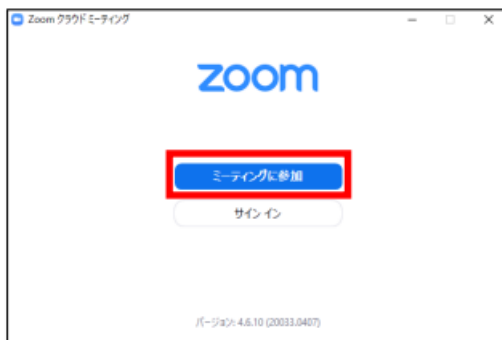 Zoom クラウド ミーティング
zoom
ミーティングに参加
サイン イン
バージョン: 4.6.10 (20033.0407)